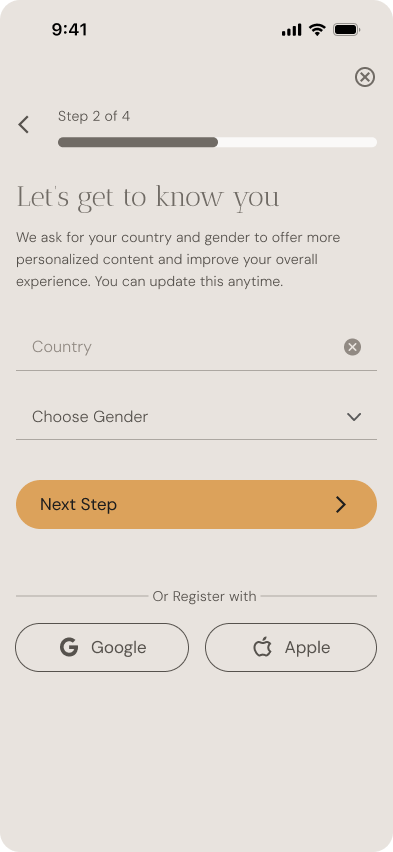 9:41
Step 2 of 4
Let's get to know you
We ask for your country and gender to offer more
personalized content and improve your overall
experience. You can update this anytime.
Country
Choose Gender
Next Step
Or Register with
Google
Apple